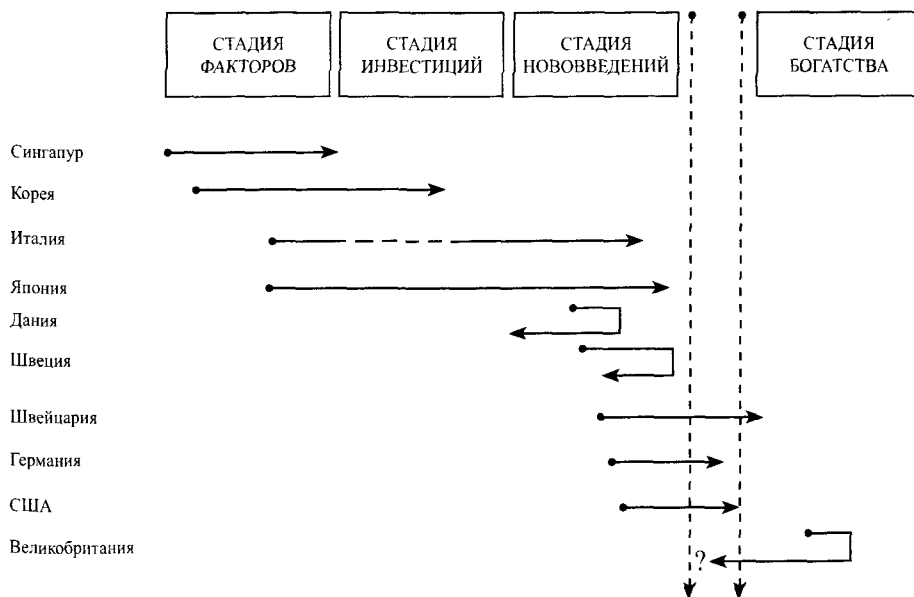 СТАДИЯ
ФАКТОРОВ
СТАДИЯ
ИНВЕСТИЦИЙ
СТАДИЯ
НОВОВВЕДЕНИЙ
СТАДИЯ
БОГАТСТВА
Сингапур
Корея
Италия
Япония
Дания
Швеция
Швейцария
Германия
США
Великобритания
?